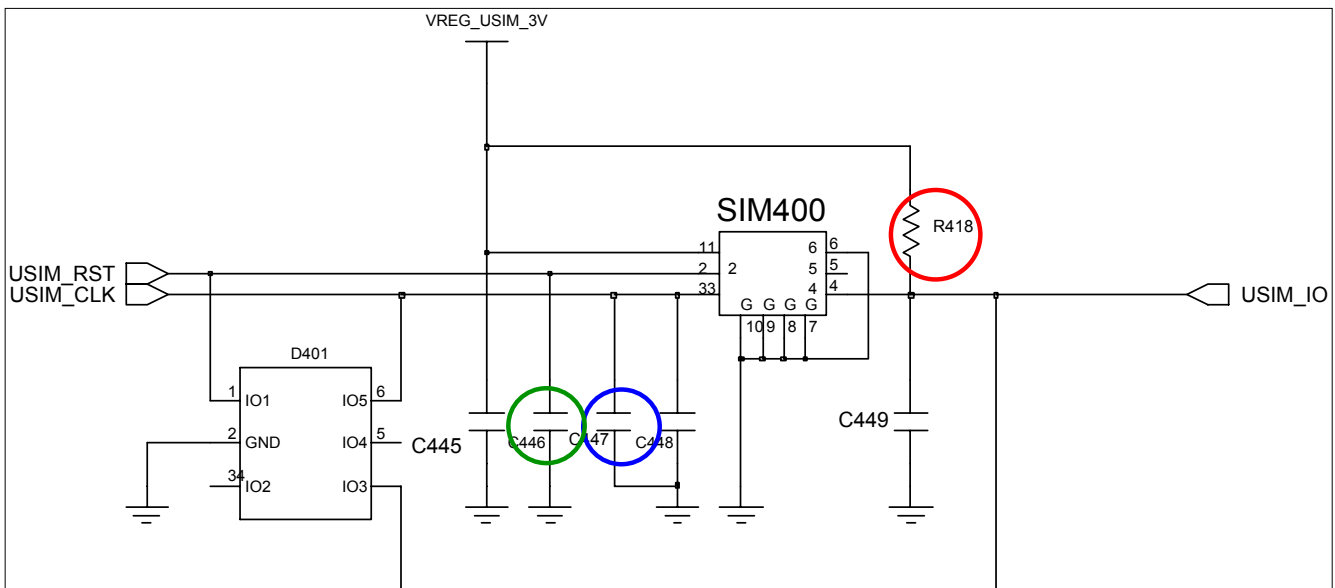 VREG_USIM_3V
SIM400
R418
11
6
6
USIM_RST
2
2
5
5
USIM_CLK
33
4
4
USIM_IO
G G G G
10 9 8 7
D401
1
IO1
IO5
6
2
GND
IO4
5
34
IO2
IO3
C445
C446
C447
C448
C449